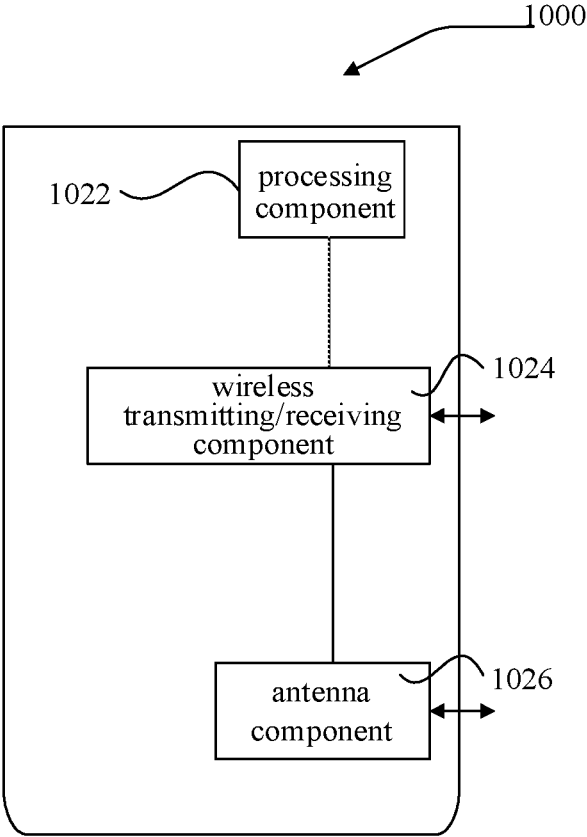 1000
1022
processing
component
1024
wireless
transmitting/receiving
component
1026
antenna
component